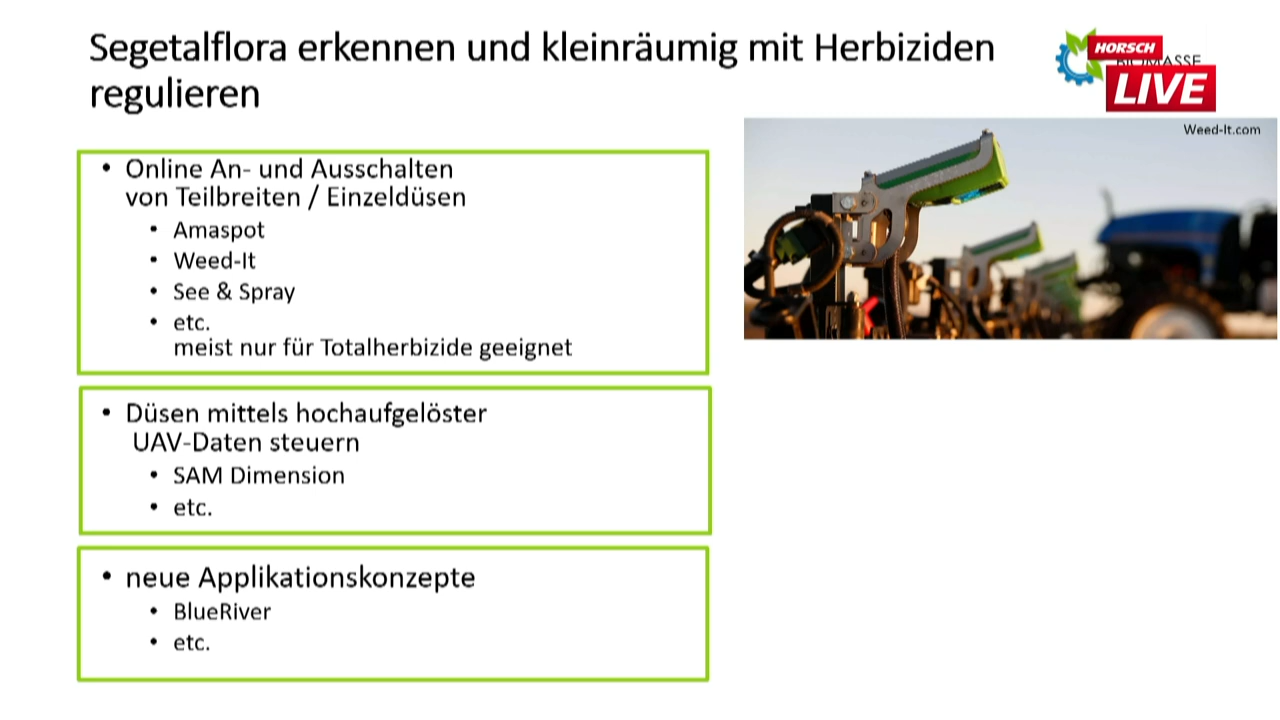 Segetalflora erkennen und kleinräumig mit Herbiziden
regulieren
HORSCH
LIVE
Weed-It.com
• Online An- und Ausschalten
von Teilbreiten / Einzeldüsen
• Amaspot
• Weed-It
• See & Spray
• etc.
meist nur für Totalherbizide geeignet
• Düsen mittels hochaufgelöster
UAV-Daten steuern
• SAM Dimension
• etc.
• neue Applikationskonzepte
• BlueRiver
• etc.